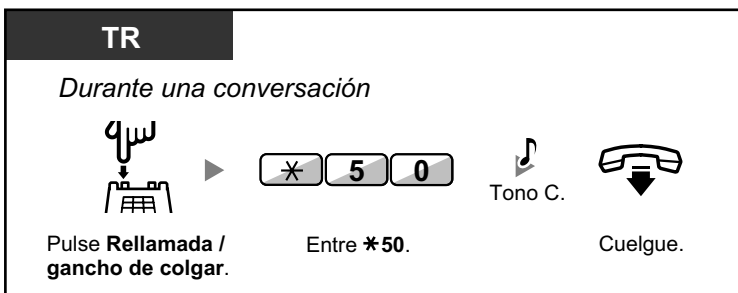 TR
Durante una conversación
* 5 0
Tono C.
Pulse Rellamada /
gancho de colgar.
Entre *50.
Cuelgue.